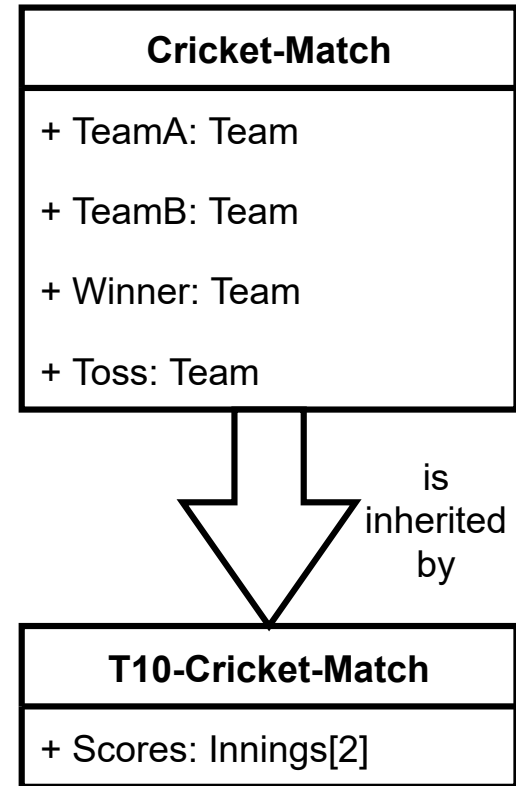 Cricket-Match
+ TeamA: Team
+ TeamB: Team
+ Winner: Team
+ Toss: Team
is
inherited
by
T10-Cricket-Match
+ Scores: Innings[2]